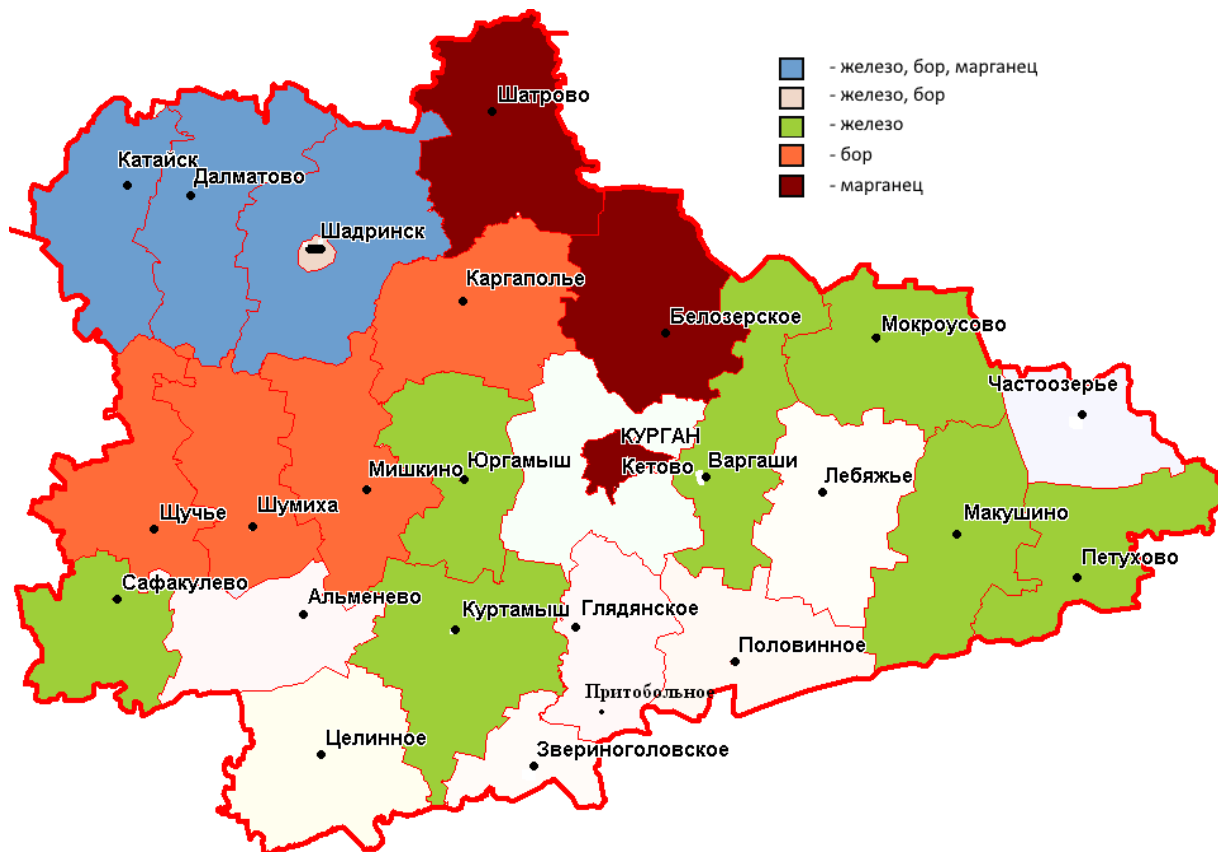 - железо, бор, марганец
- железо, бор
- железо
- бор
- марганец
Шатрово
Катайск
Далматово
Шадринск
Каргаполье
Белозерское
Мокроусово
Частоозерье
КУРГАН
Кетово
Юргамыш
Мишкино
Варгаши
Лебяжье
Щучье
Шумиха
Макушино
Петухово
Сафакулево
Альменево
Куртамыш
Глядянское
Половинное
Притобольное
Целинное
Звериноголовское